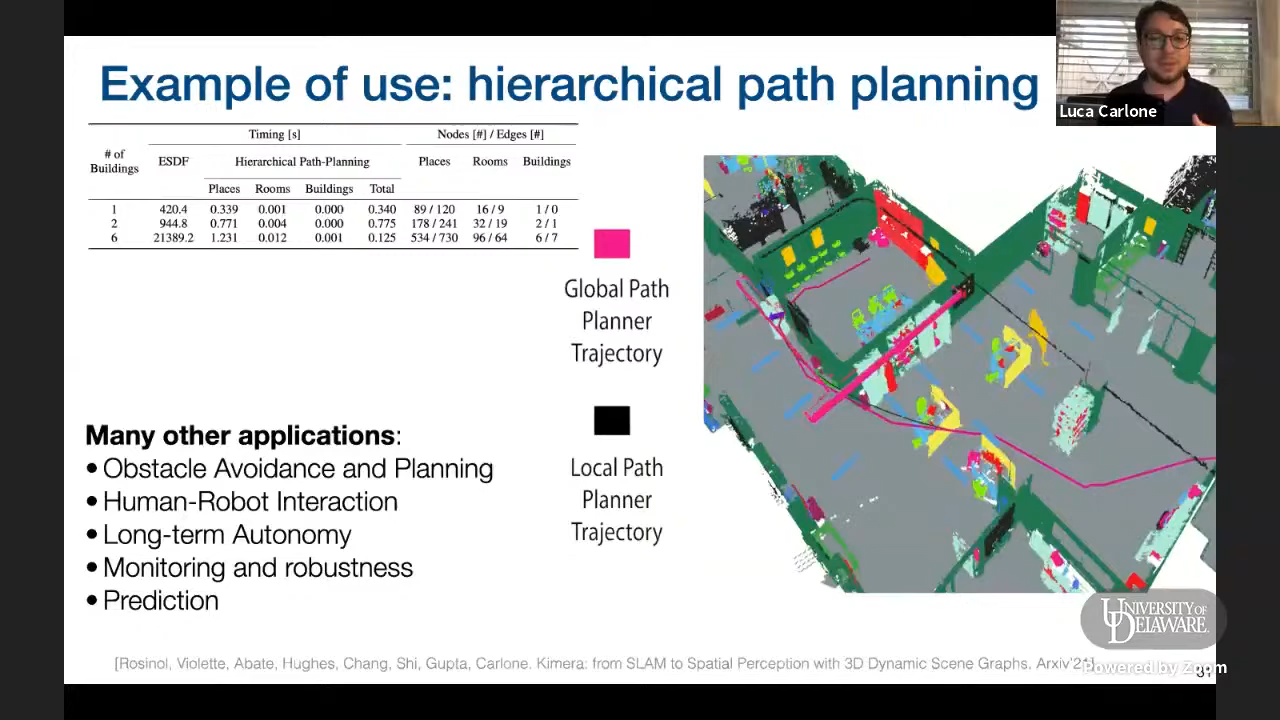 Example of use: hierarchical path planning
Luca Carlone
Timing [s] Nodes [#] / Edges [#]
# of Buildings ESDF Hierarchical Path-Planning Places Rooms Buildings
Places Rooms Buildings Total
1 420.4 0.339 0.001 0.000 0.340 89 / 120 16 / 9 1 / 0
2 944.8 0.771 0.004 0.000 0.775 178 / 241 32 / 19 2 / 1
6 21389.2 1.231 0.012 0.001 0.125 534 / 730 96 / 64 6 / 7
Global Path
Planner
Trajectory
Local Path
Planner
Trajectory
Many other applications:
• Obstacle Avoidance and Planning
• Human-Robot Interaction
• Long-term Autonomy
• Monitoring and robustness
• Prediction
UNIVERSITY OF
DELAWARE.
[Rosinol, Violette, Abate, Hughes, Chang, Shi, Gupta, Carlone. Kimera: from SLAM to Spatial Perception with 3D Dynamic Scene Graphs. Arxiv'21]
Powered by Zoom